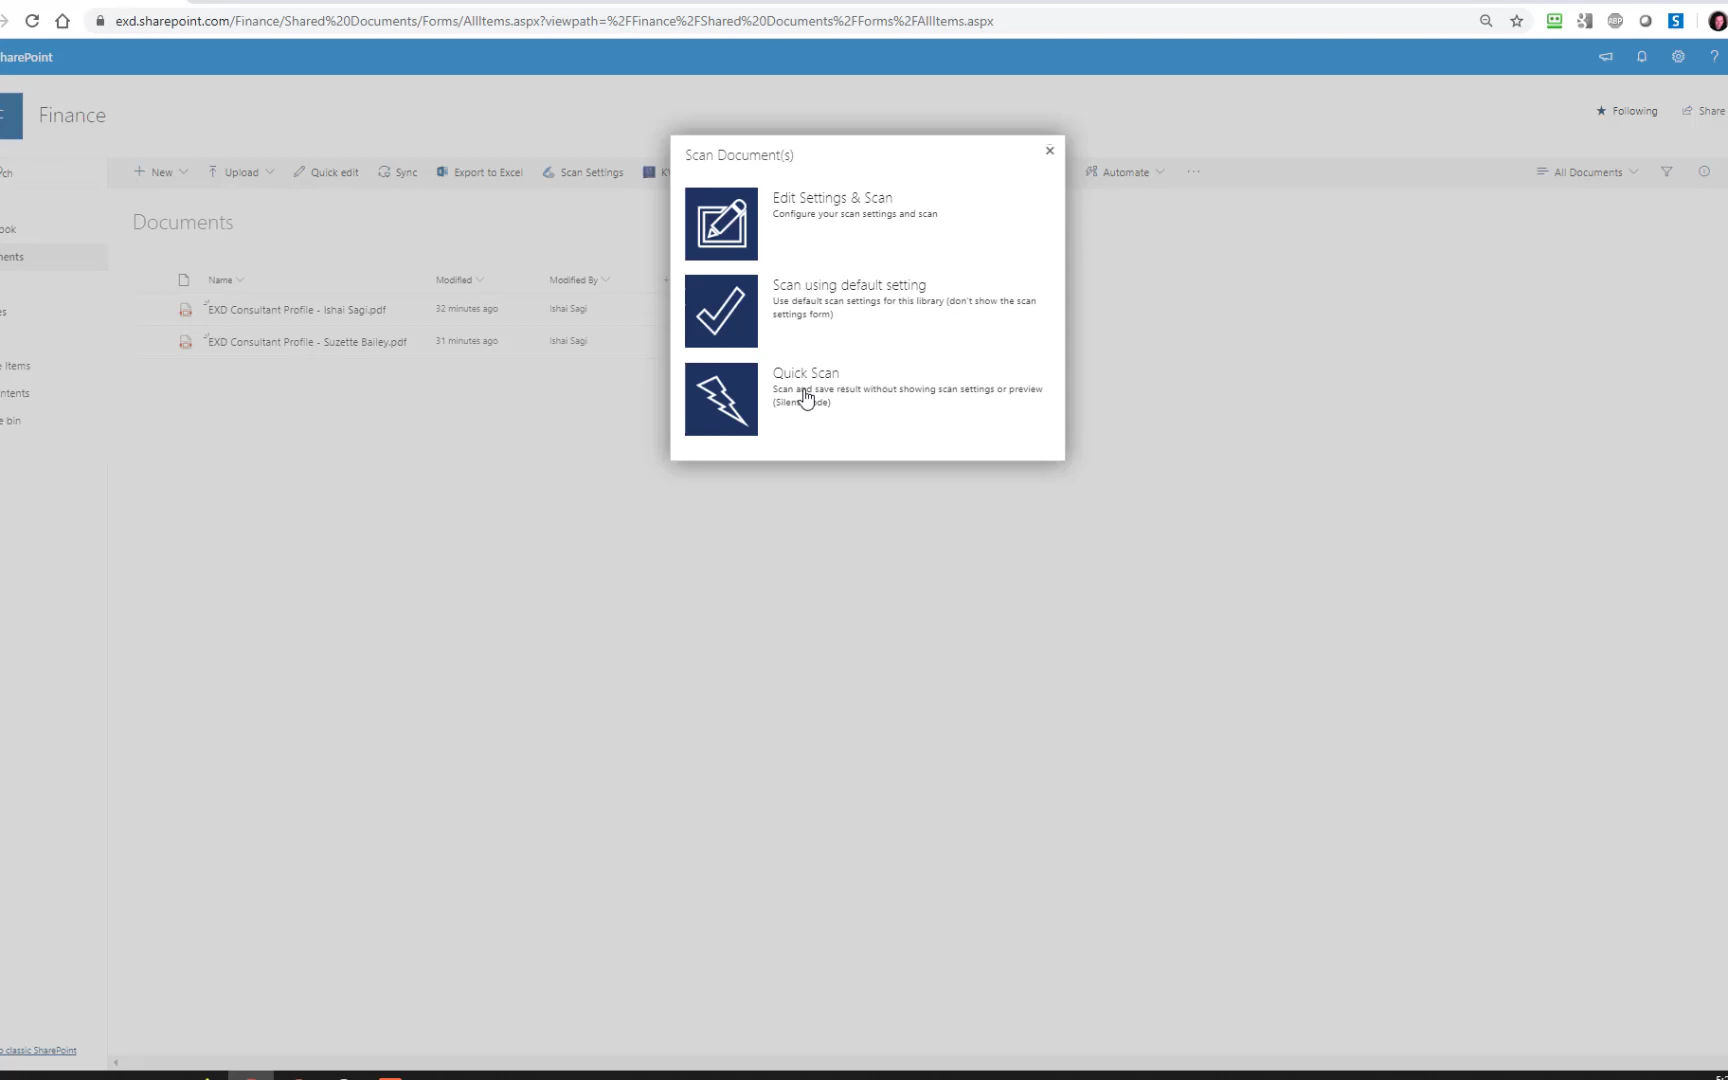 exd.sharepoint.com/Finance/Shared%20Documents/Forms/AllItems.aspx?viewpath=%2FFinance%2FShared%20Documents%2FForms%2FAllItems.aspx
ABP
S
harePoint
?
Finance
Following
Share
ch
New
Upload
Quick edit
Sync
Export to Excel
Scan Settings
K
Automate
All Documents
Documents
ook
ments
es
e Items
ntents
e bin
Name
Modified
Modified By
EXD Consultant Profile - Ishai Sagi.pdf
32 minutes ago
Ishai Sagi
EXD Consultant Profile - Suzette Bailey.pdf
31 minutes ago
Ishai Sagi
Scan Document(s)
Edit Settings & Scan
Configure your scan settings and scan
Scan using default setting
Use default scan settings for this library (don't show the scan
settings form)
Quick Scan
Scan and save result without showing scan settings or preview
o classic SharePoint